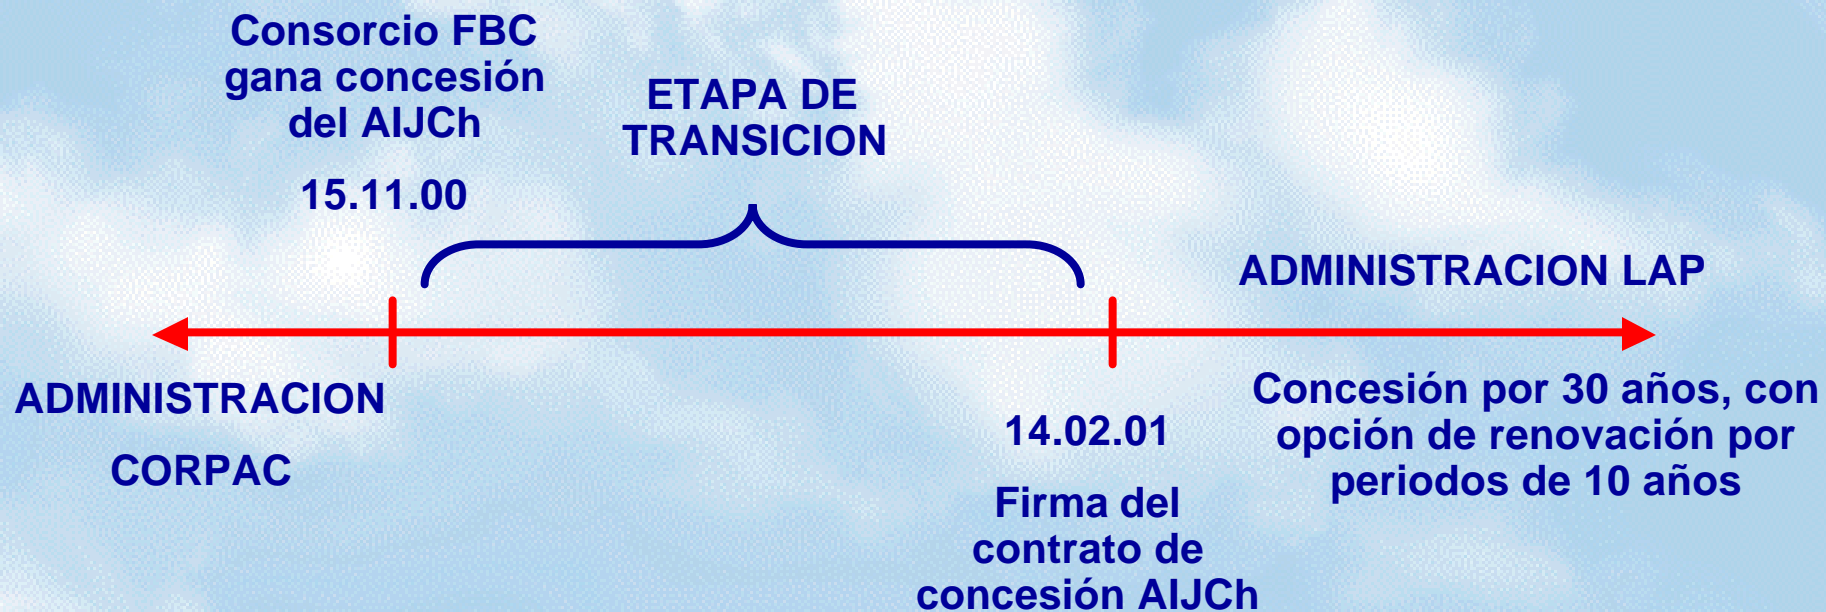 Consorcio FBC
gana concesión
del AIJCh
15.11.00
ETAPA DE
TRANSICION
ADMINISTRACION LAP
ADMINISTRACION
CORPAC
14.02.01
Firma del
contrato de
concesión AIJCh
Concesión por 30 años, con
opción de renovación por
periodos de 10 años